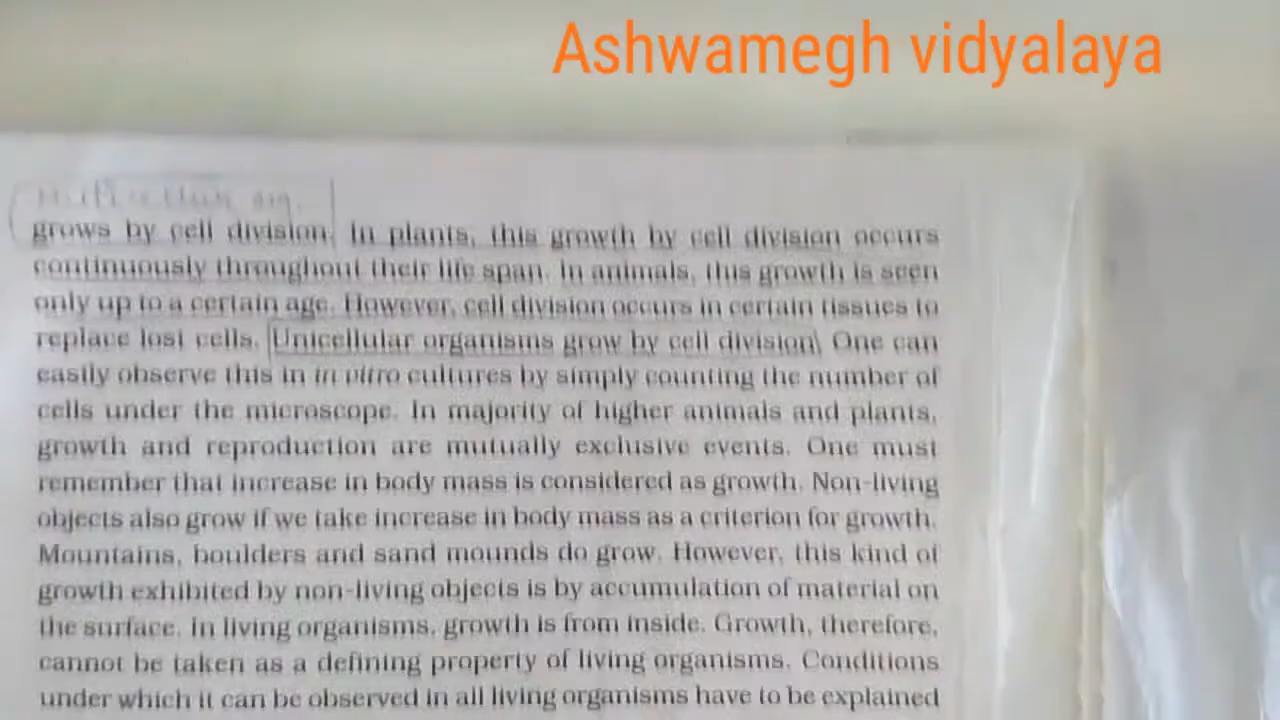 Ashwamegh vidyalaya
grows by cell division. In plants, this growth by cell division occurs
continuously throughout their life span. In animals, this growth is seen
only up to a certain age. However, cell division occurs in certain tissues to
replace lost cells. Unicellular organisms grow by cell division. One can
easily observe this in in vitro cultures by simply counting the number of
cells under the microscope. In majority of higher animals and plants,
growth and reproduction are mutually exclusive events. One must
remember that increase in body mass is considered as growth. Non-living
objects also grow if we take increase in body mass as a criterion for growth.
Mountains, boulders and sand mounds do grow. However, this kind of
growth exhibited by non-living objects is by accumulation of material on
the surface. In living organisms, growth is from inside. Growth, therefore,
cannot be taken as a defining property of living organisms. Conditions
under which it can be observed in all living organisms have to be explained